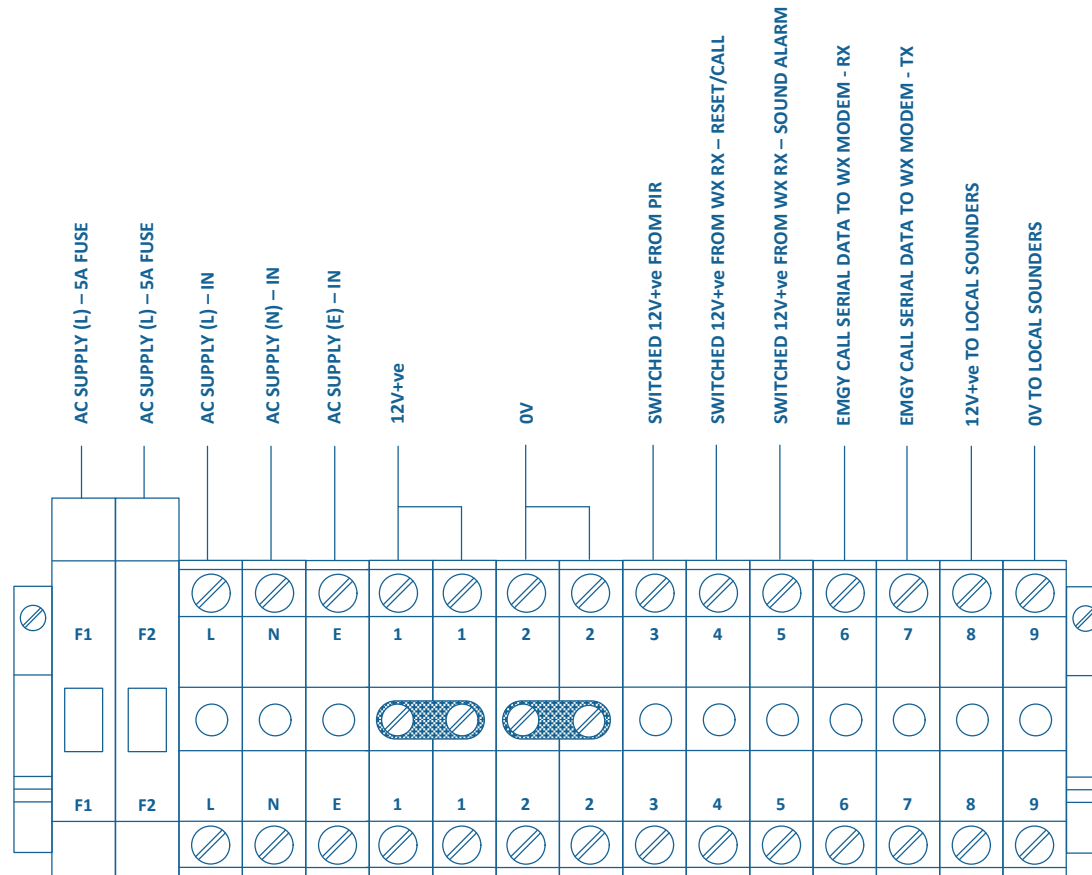 AC SUPPLY (L) – 5A FUSE
AC SUPPLY (L) – 5A FUSE
AC SUPPLY (L) – IN
AC SUPPLY (N) – IN
AC SUPPLY (E) – IN
12V+ve
0V
SWITCHED 12V+ve FROM PIR
SWITCHED 12V+ve FROM WX RX – RESET/CALL
SWITCHED 12V+ve FROM WX RX – SOUND ALARM
EMGY CALL SERIAL DATA TO WX MODEM - RX
EMGY CALL SERIAL DATA TO WX MODEM - TX
12V+ve TO LOCAL SOUNDERS
0V TO LOCAL SOUNDERS
F1 F2 L N E 1 1 2 2 3 4 5 6 7 8 9
F1 F2 L N E 1 1 2 2 3 4 5 6 7 8 9